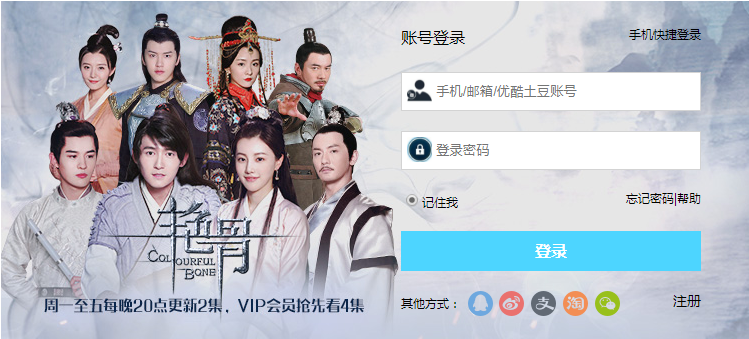 艳骨
COLOURFUL
BONE
周一至五每晚20点更新2集，VIP会员抢先看4集
账号登录
手机快捷登录
手机/邮箱/优酷土豆账号
登录密码
记住我
忘记密码|帮助
登录
其他方式：
支
淘
注册